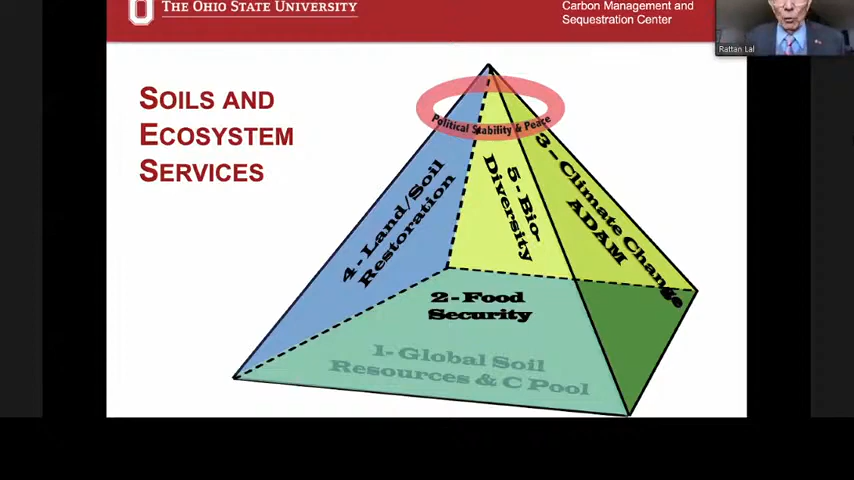 THE OHIO STATE UNIVERSITY
Carbon Management and
Sequestration Center
Rattan Lal
SOILS AND
ECOSYSTEM
SERVICES
Political Stability & Peace
4 - Land/Soil
Restoration
5 - Bio-
Diversity
3 - Climate Change
ADAM
2 - Food
Security
1- Global Soil
Resources & C Pool